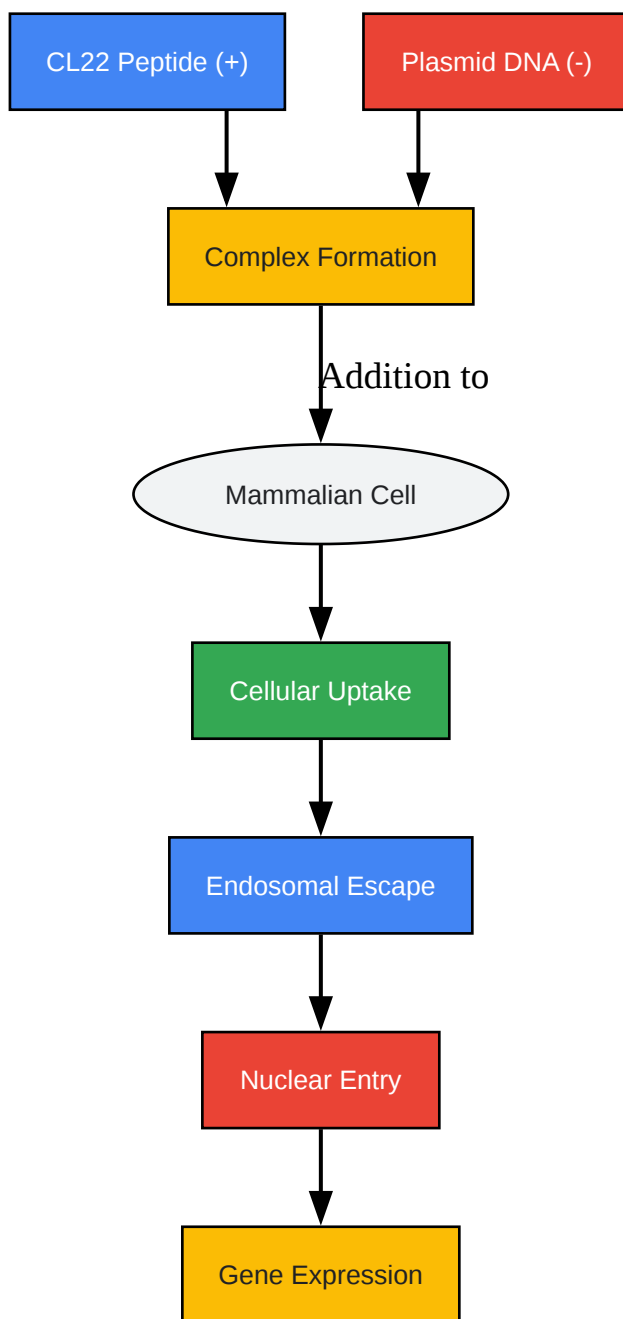 CL22 Peptide (+)
Plasmid DNA (-)
Complex Formation
Addition to
Mammalian Cell
Cellular Uptake
Endosomal Escape
Nuclear Entry
Gene Expression